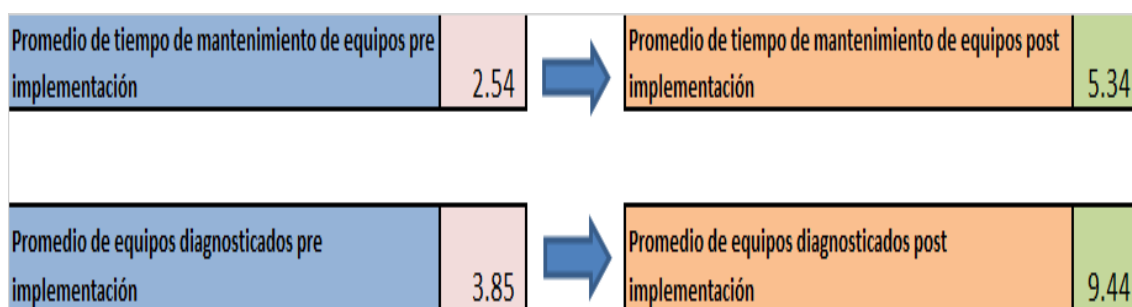 Promedio de tiempo de mantenimiento de equipos pre
implementación
2.54
Promedio de tiempo de mantenimiento de equipos post
implementación
5.34
Promedio de equipos diagnosticados pre
implementación
3.85
Promedio de equipos diagnosticados post
implementación
9.44